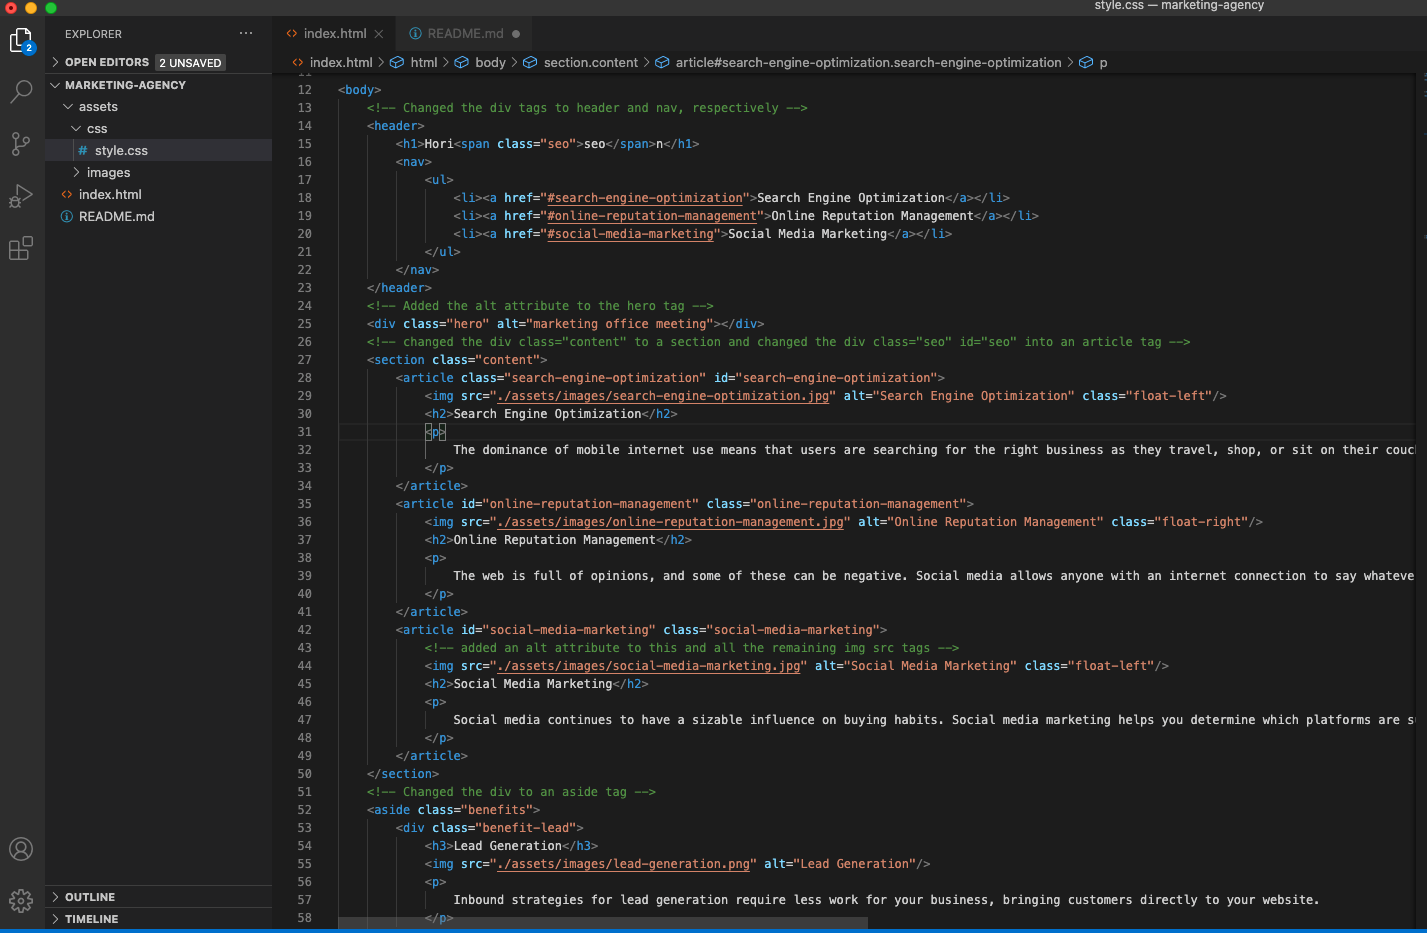 style.css — marketing-agency
EXPLORER ···
index.html
README.md
OPEN EDITORS 2 UNSAVED
index.html > html > body > section.content > article#search-engine-optimization.search-engine-optimization > p
MARKETING-AGENCY
assets
css
# style.css
images
index.html
README.md
2
OUTLINE
TIMELINE
11
12 <body>
13 <!-- Changed the div tags to header and nav, respectively -->
14 <header>
15 <h1>Hori<span class="seo">seo</span>n</h1>
16 <nav>
17 <ul>
18 <li><a href="#search-engine-optimization">Search Engine Optimization</a></li>
19 <li><a href="#online-reputation-management">Online Reputation Management</a></li>
20 <li><a href="#social-media-marketing">Social Media Marketing</a></li>
21 </ul>
22 </nav>
23 </header>
24 <!-- Added the alt attribute to the hero tag -->
25 <div class="hero" alt="marketing office meeting"></div>
26 <!-- changed the div class="content" to a section and changed the div class="seo" id="seo" into an article tag -->
27 <section class="content">
28 <article class="search-engine-optimization" id="search-engine-optimization">
29 <img src="./assets/images/search-engine-optimization.jpg" alt="Search Engine Optimization" class="float-left"/>
30 <h2>Search Engine Optimization</h2>
31 <p>
32 The dominance of mobile internet use means that users are searching for the right business as they travel, shop, or sit on their couc
33 </p>
34 </article>
35 <article id="online-reputation-management" class="online-reputation-management">
36 <img src="./assets/images/online-reputation-management.jpg" alt="Online Reputation Management" class="float-right"/>
37 <h2>Online Reputation Management</h2>
38 <p>
39 The web is full of opinions, and some of these can be negative. Social media allows anyone with an internet connection to say whateve
40 </p>
41 </article>
42 <article id="social-media-marketing" class="social-media-marketing">
43 <!-- added an alt attribute to this and all the remaining img src tags -->
44 <img src="./assets/images/social-media-marketing.jpg" alt="Social Media Marketing" class="float-left"/>
45 <h2>Social Media Marketing</h2>
46 <p>
47 Social media continues to have a sizable influence on buying habits. Social media marketing helps you determine which platforms are s
48 </p>
49 </article>
50 </section>
51 <!-- Changed the div to an aside tag -->
52 <aside class="benefits">
53 <div class="benefit-lead">
54 <h3>Lead Generation</h3>
55 <img src="./assets/images/lead-generation.png" alt="Lead Generation"/>
56 <p>
57 Inbound strategies for lead generation require less work for your business, bringing customers directly to your website.
58 </p>